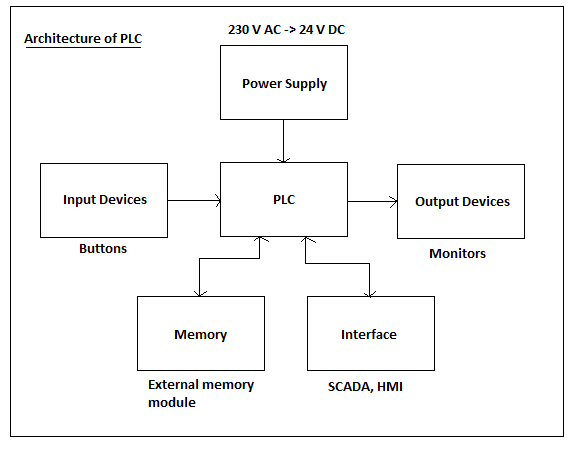 Architecture of PLC
230 V AC -> 24 V DC
Power Supply
Input Devices
PLC
Output Devices
Buttons
Monitors
Memory
Interface
External memory
module
SCADA, HMI